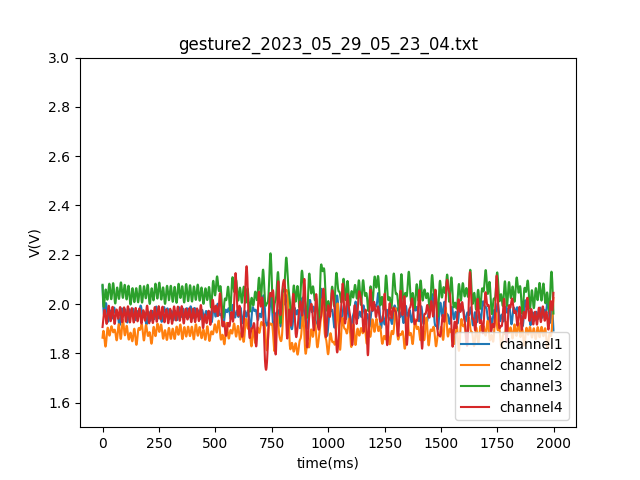 gesture2_2023_05_29_05_23_04.txt
3.0
2.8
2.6
2.4
2.2
2.0
1.8
1.6
V(V)
channel1
channel2
channel3
channel4
0 250 500 750 1000 1250 1500 1750 2000
time(ms)